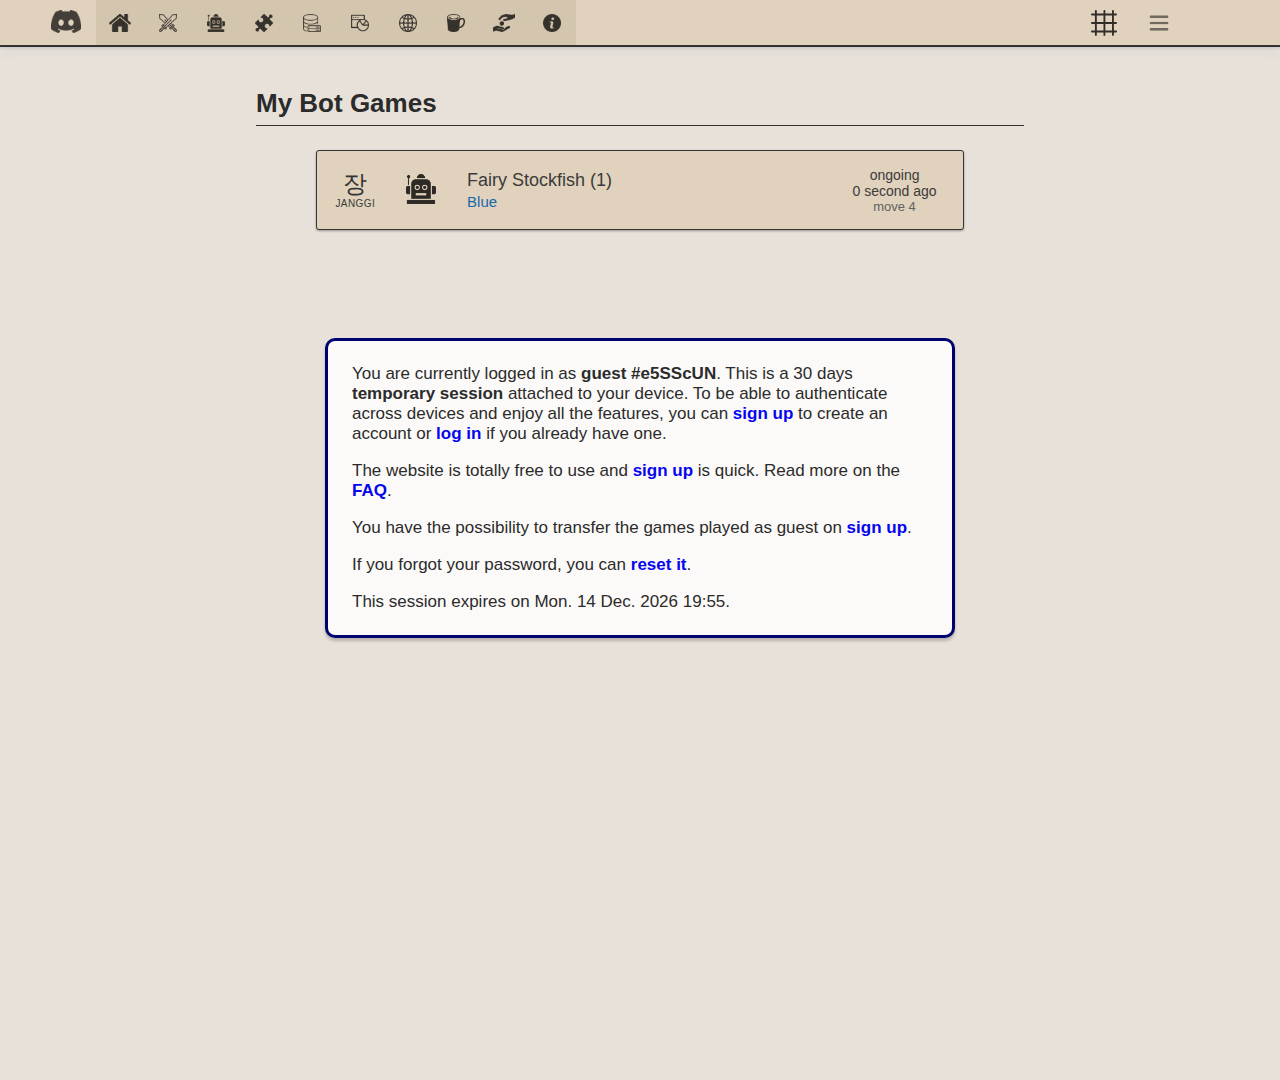 My Bot Games
장
JANGGI
Fairy Stockfish (1)
Blue
ongoing
0 second ago
move 4
You are currently logged in as guest #e5SScUN. This is a 30 days
temporary session attached to your device. To be able to authenticate
across devices and enjoy all the features, you can sign up to create an
account or log in if you already have one.
The website is totally free to use and sign up is quick. Read more on the
FAQ.
You have the possibility to transfer the games played as guest on sign up.
If you forgot your password, you can reset it.
This session expires on Mon. 14 Dec. 2026 19:55.